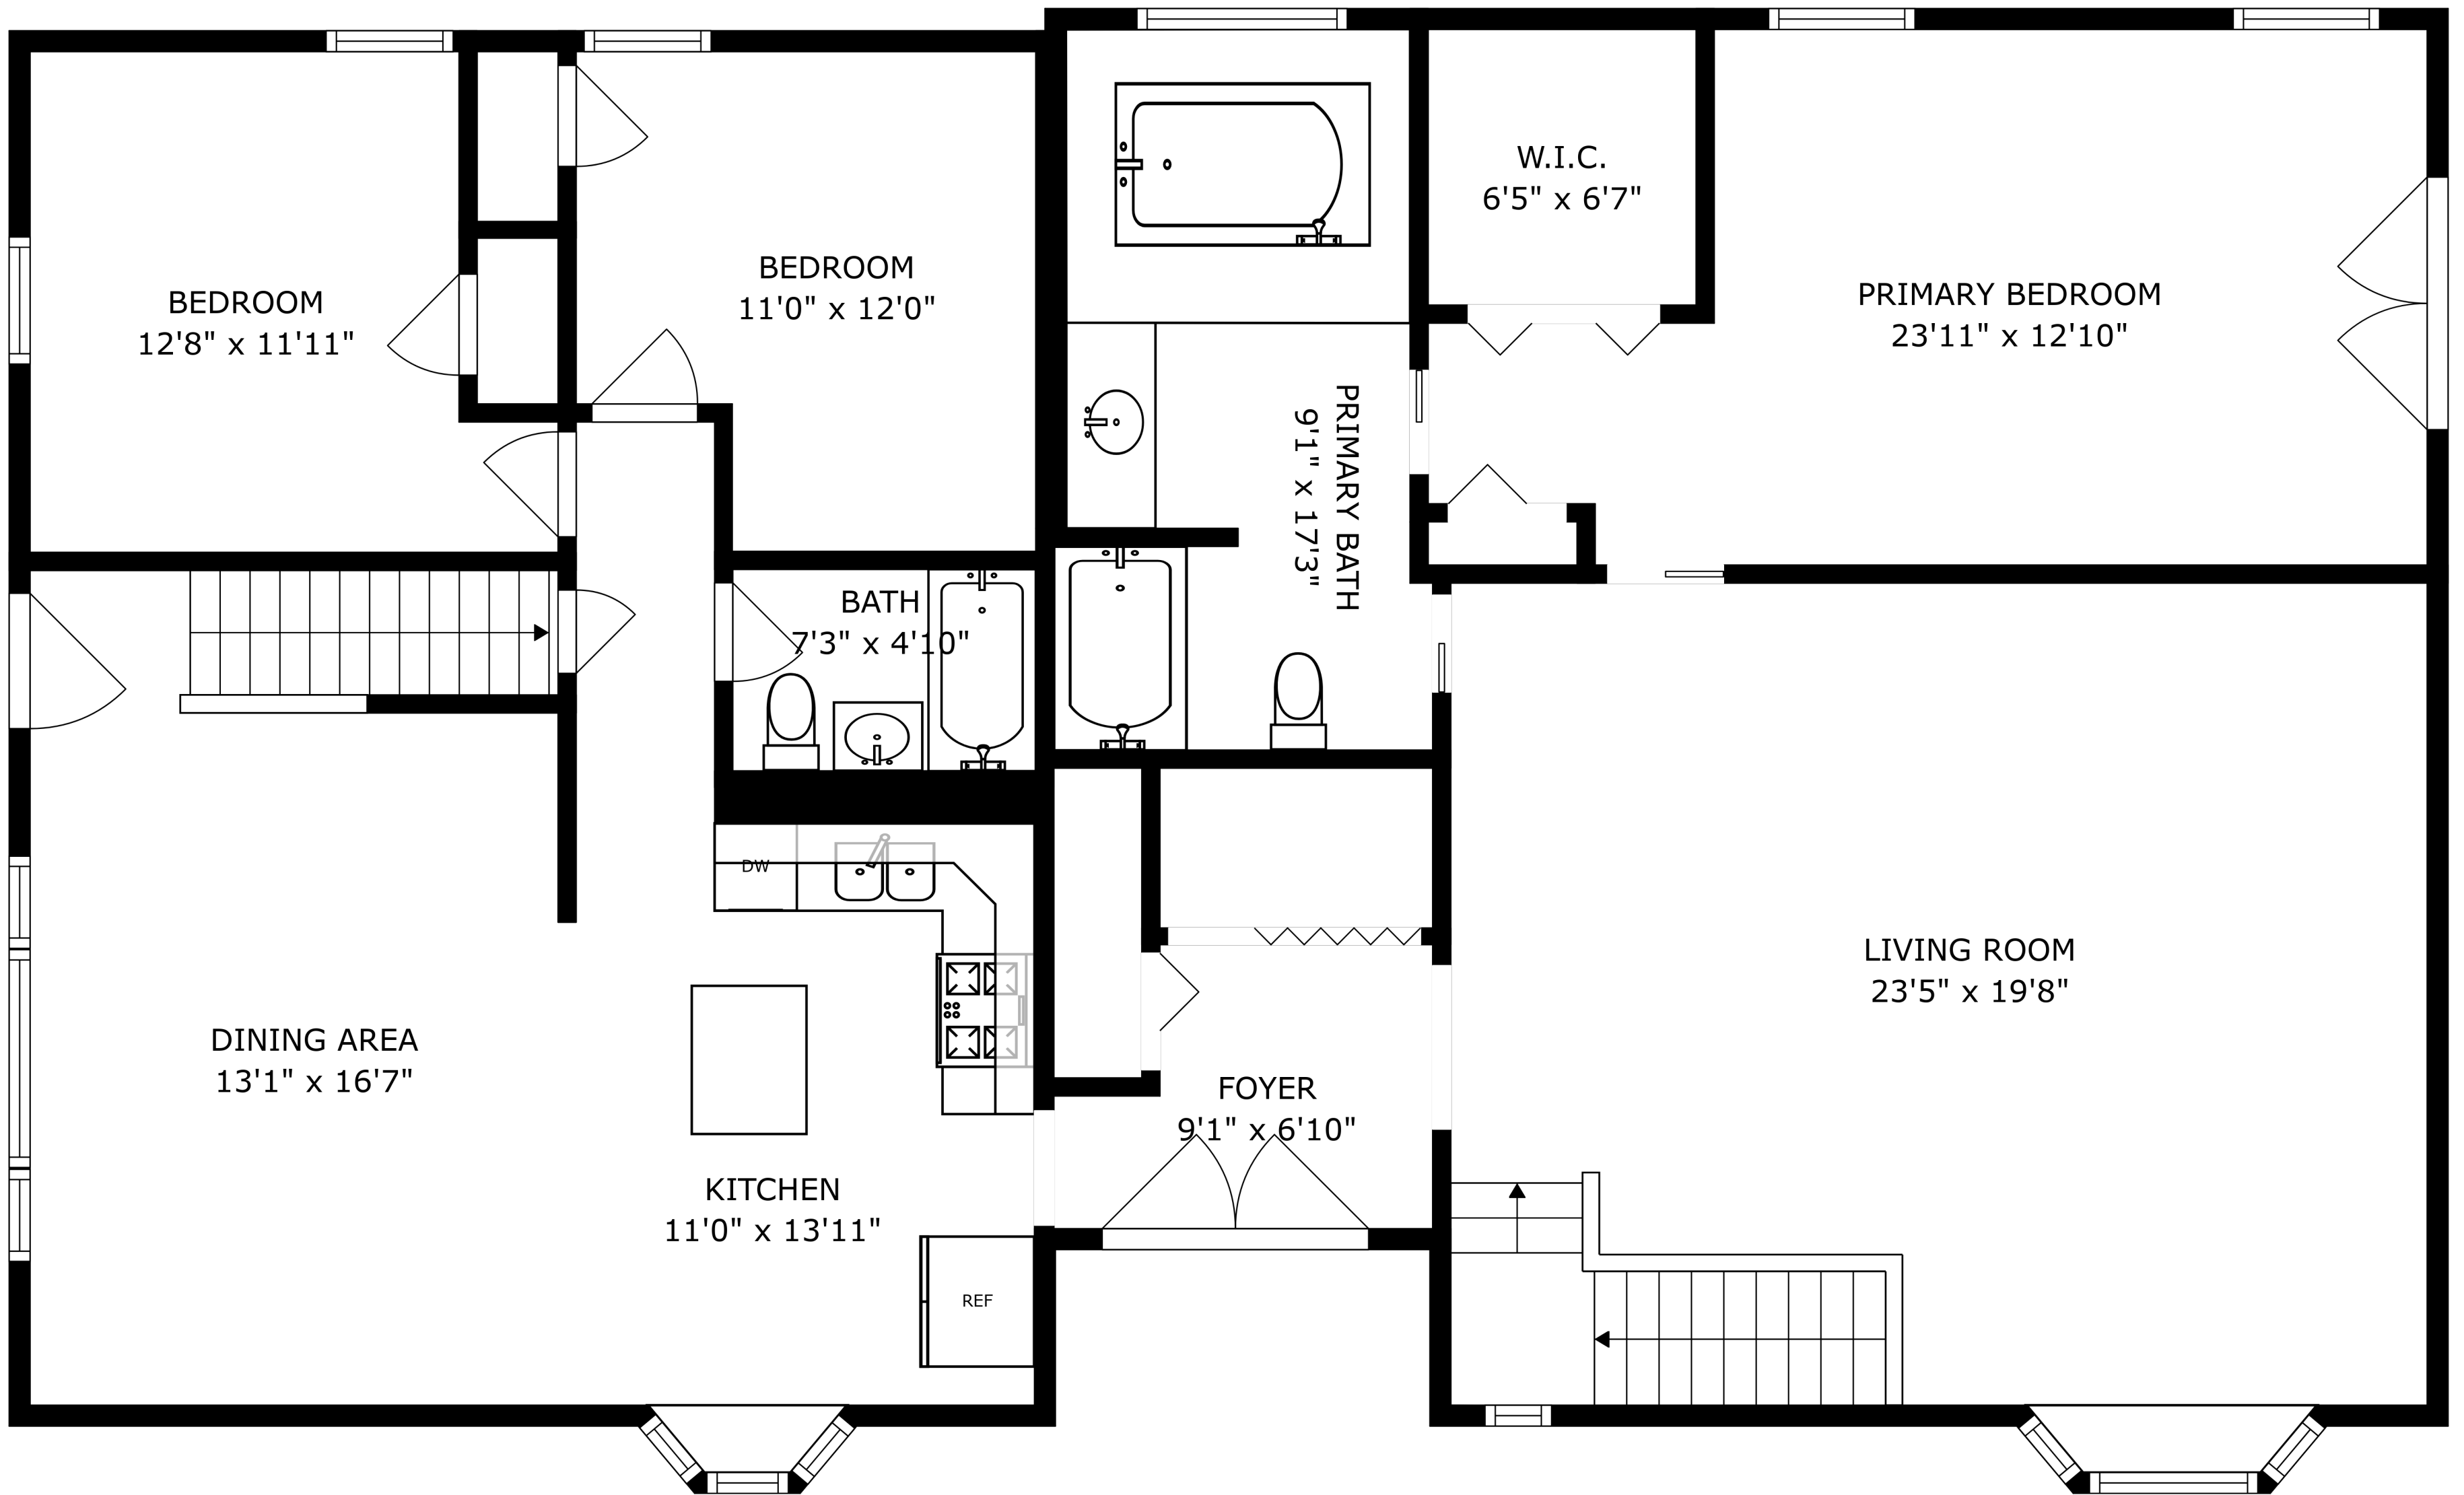 W.I.C.
6'5" x 6'7"
BEDROOM
11'0" x 12'0"
BEDROOM
12'8" x 11'11"
PRIMARY BEDROOM
23'11" x 12'10"
PRIMARY BATH
9'1" x 17'3"
BATH
7'3" x 4'10"
DW
LIVING ROOM
23'5" x 19'8"
DINING AREA
13'1" x 16'7"
FOYER
9'1" x 6'10"
KITCHEN
11'0" x 13'11"
REF